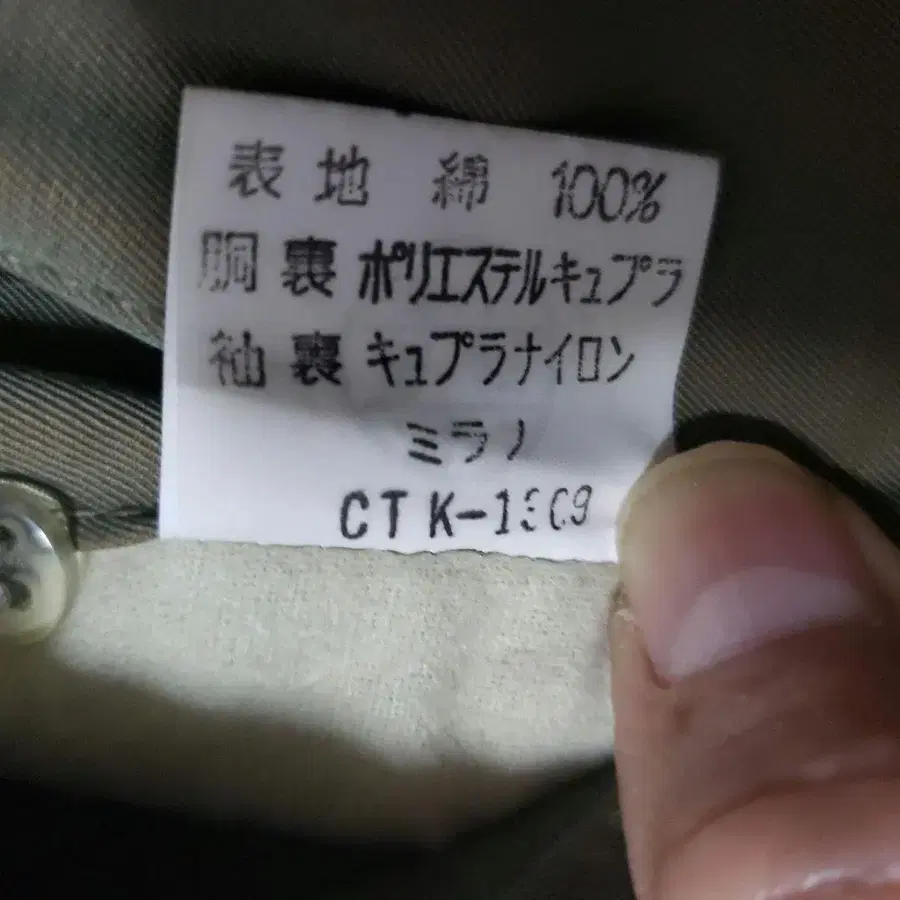 表地 綿 100%
胴裏 ポリエステルキュプラ
袖裏 キュプラナイロン
ミラノ
CTK-1309